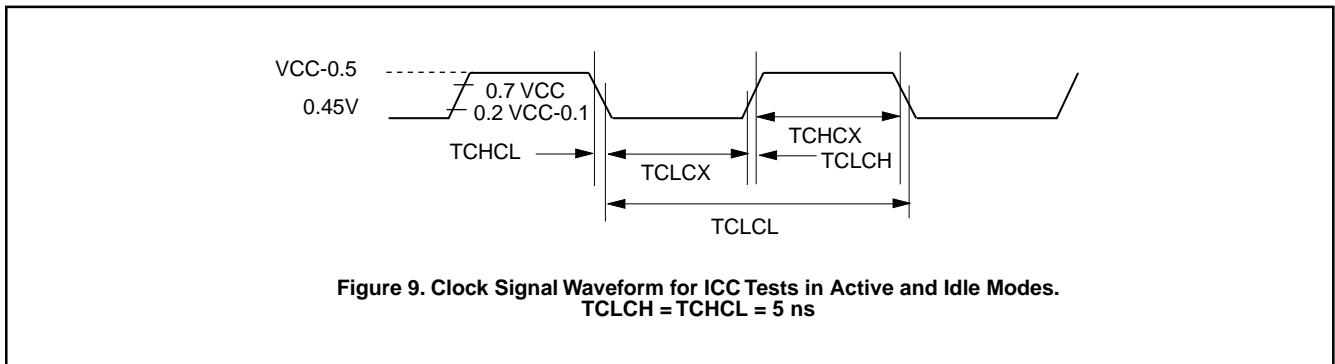 VCC-0.5
0.7 VCC
0.45V
0.2 VCC-0.1
TCHCX
TCHCL
TCLCH
TCLCX
TCLCL
Figure 9. Clock Signal Waveform for ICC Tests in Active and Idle Modes.
TCLCH = TCHCL = 5 ns